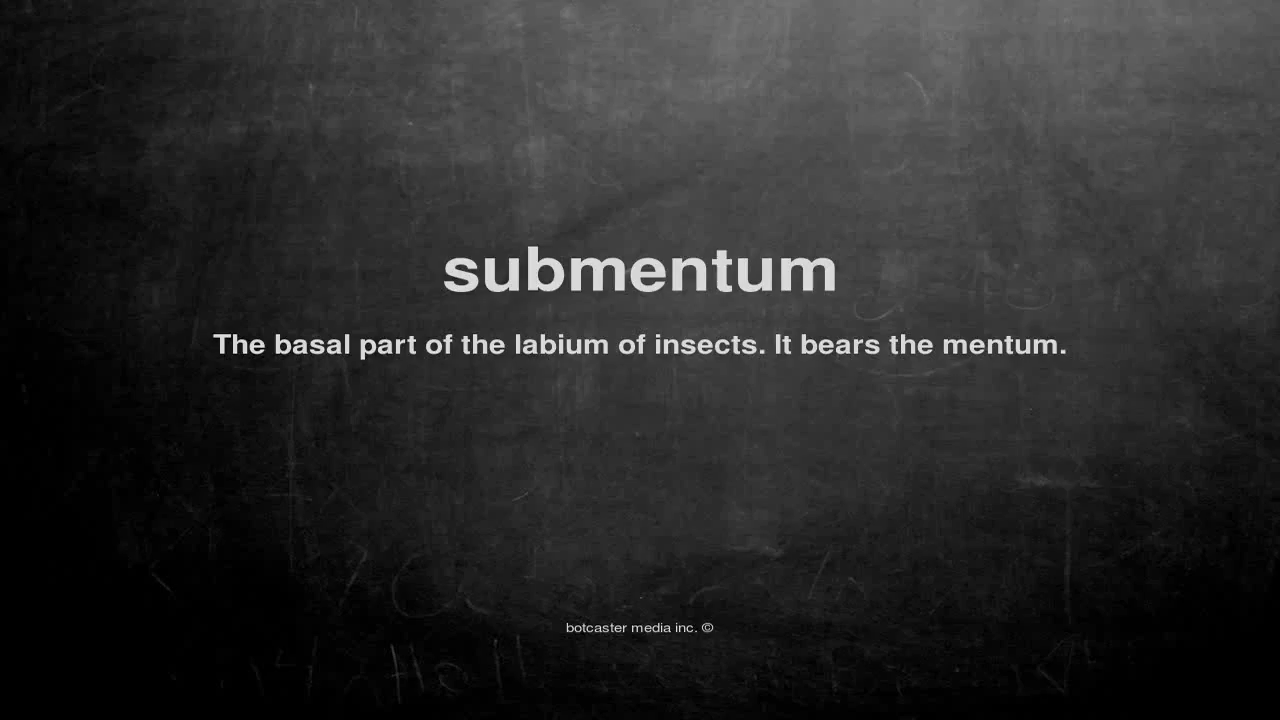 submentum
The basal part of the labium of insects. It bears the mentum.
botcaster media inc. ©